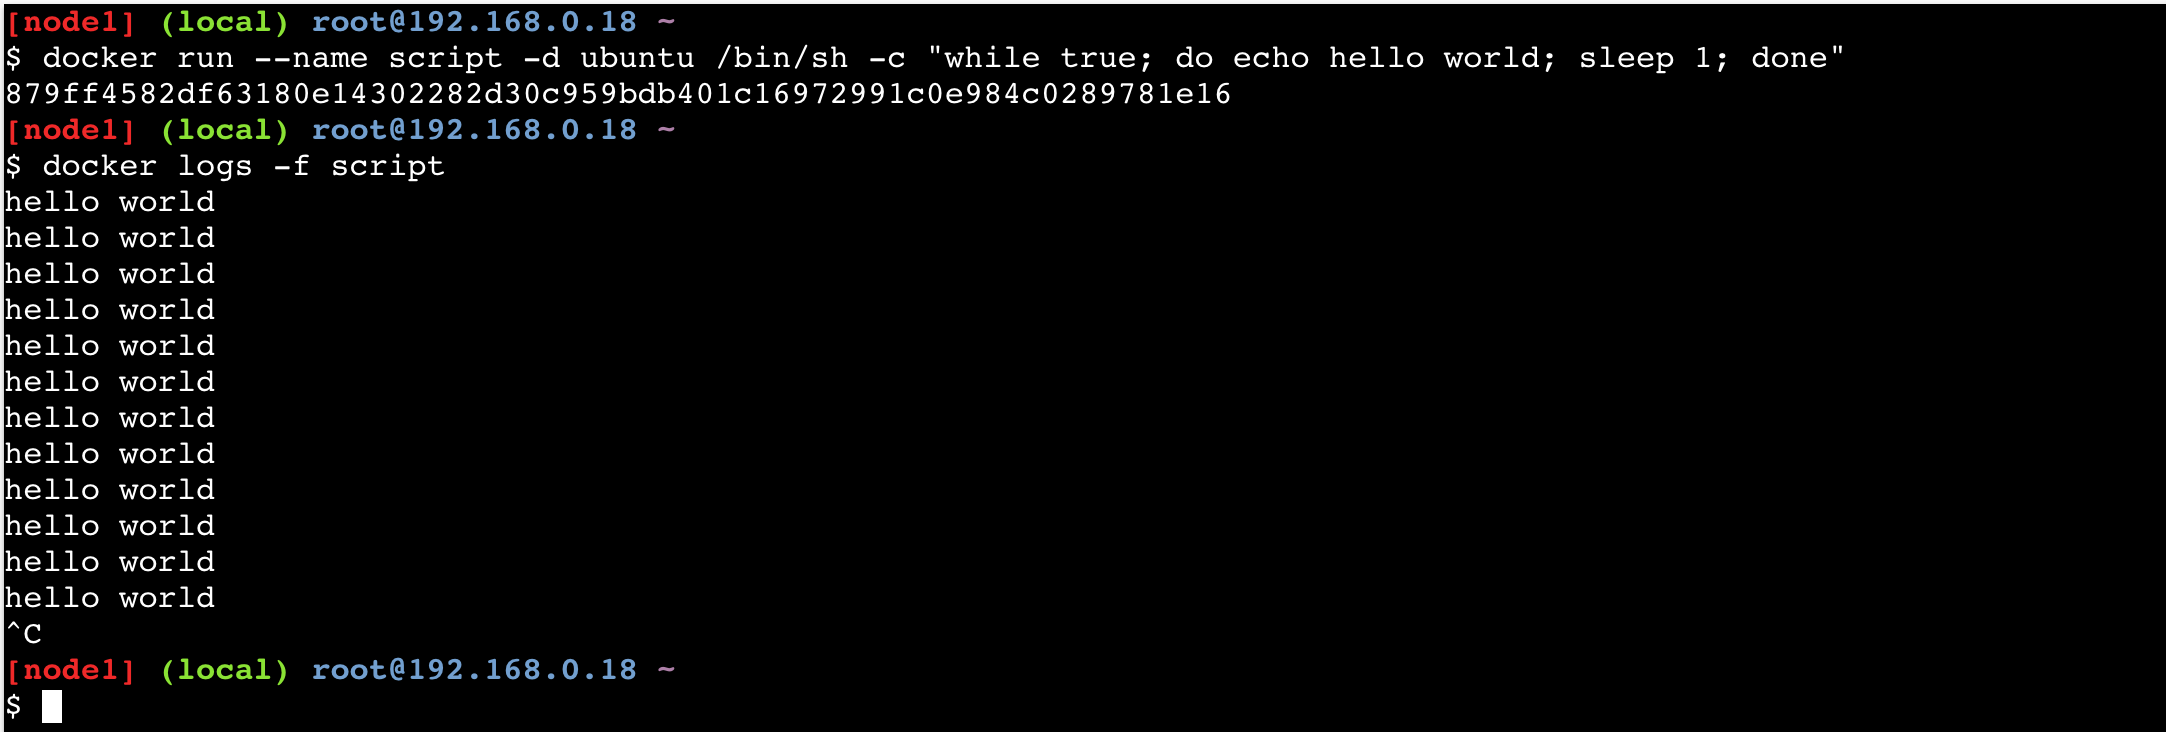 [node1] (local) root@192.168.0.18 ~
$ docker run --name script -d ubuntu /bin/sh -c "while true; do echo hello world; sleep 1; done"
879ff4582df63180e14302282d30c959bdb401c16972991c0e984c0289781e16
[node1] (local) root@192.168.0.18 ~
$ docker logs -f script
hello world
hello world
hello world
hello world
hello world
hello world
hello world
hello world
hello world
hello world
hello world
hello world
^C
[node1] (local) root@192.168.0.18 ~
$